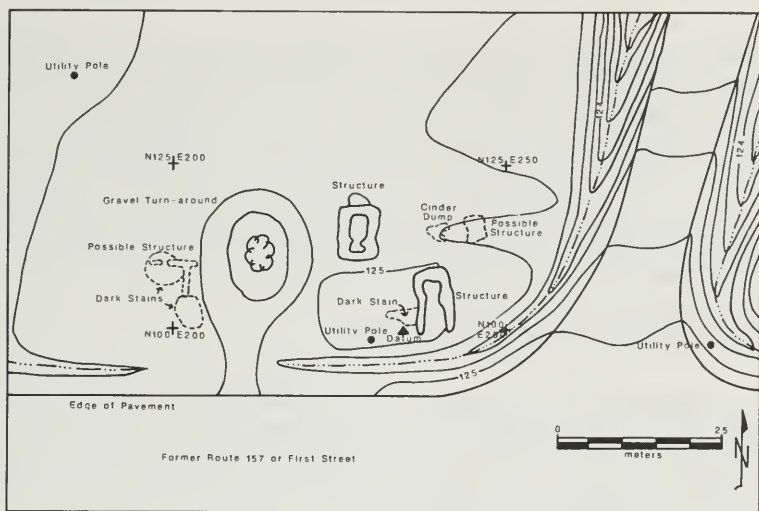 Utility Pole
124
124
N125 E200
N125 E250
Structure
Gravel Turn-around
Cinder
Dump
Possible
Structure
Possible Structure
125
Dark Stains
Dark Stain
Structure
N100 E200
Utility Pole
Datum
N100
E250
Utility Pole
125
Edge of Pavement
0
25
meters
N
Former Route 157 or First Street